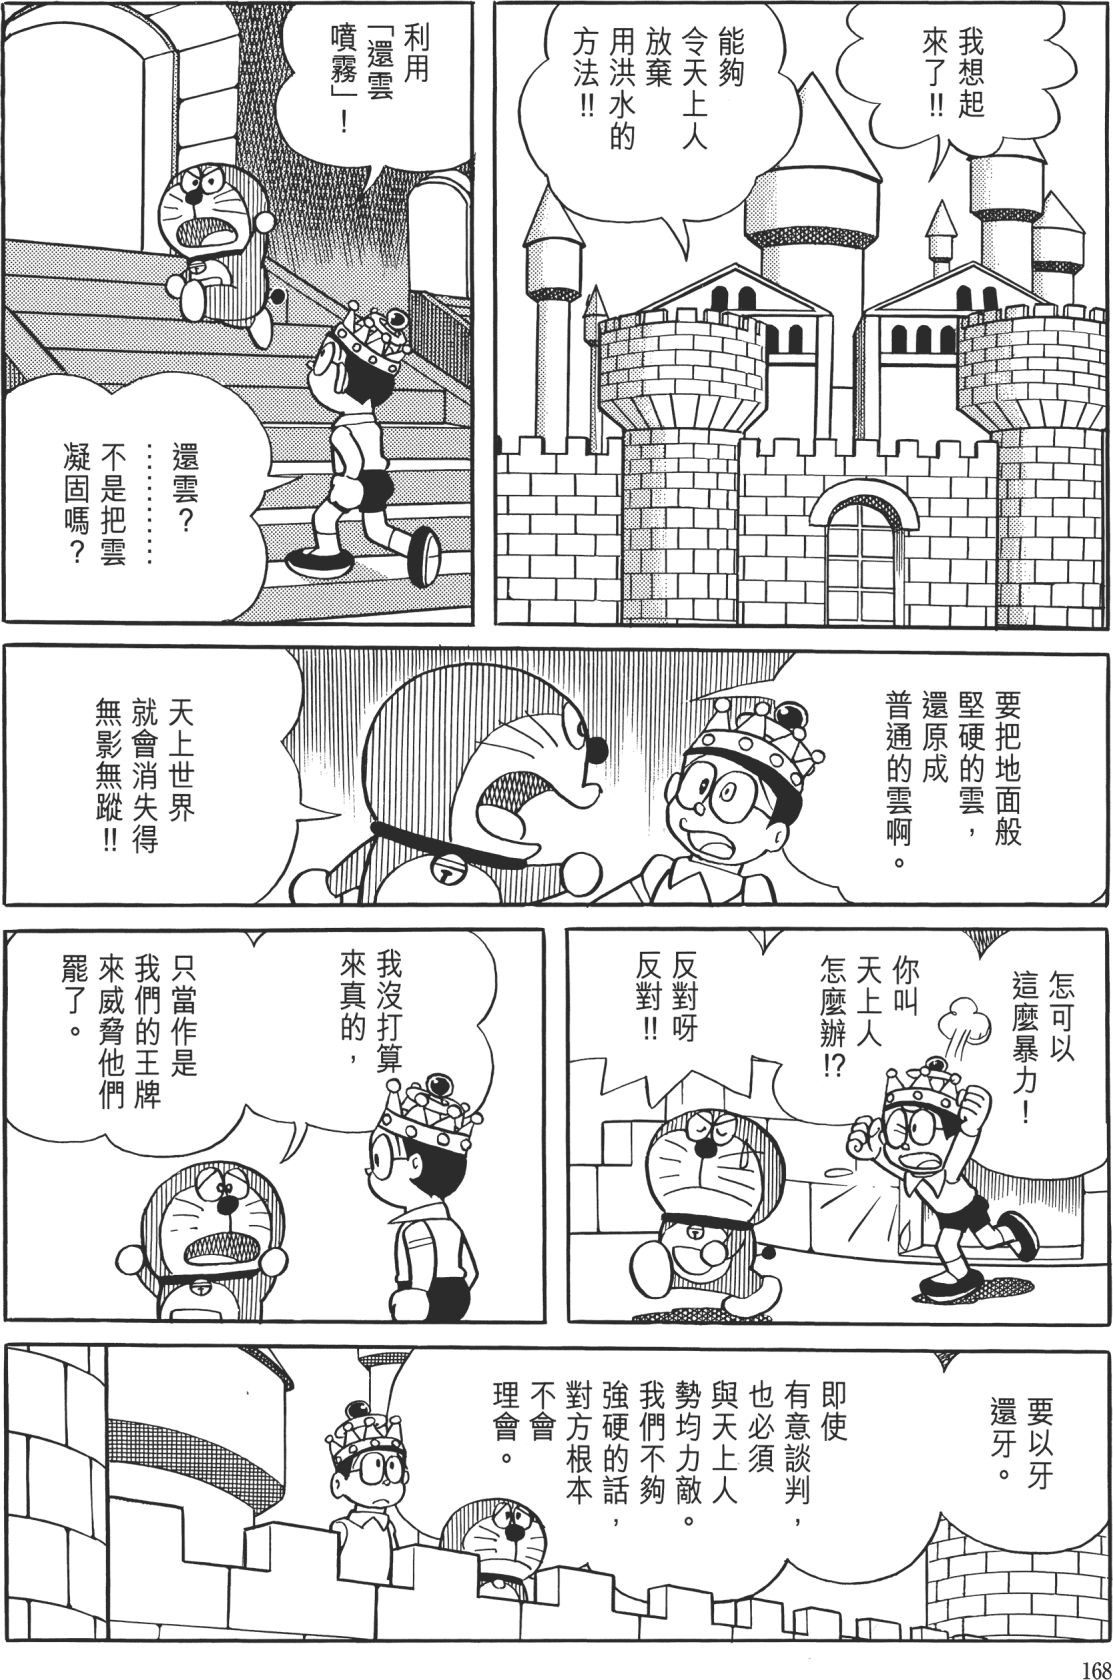 我想起
來了!!
能夠
令天上人
放棄
用洪水的
方法!!
利用
「還雲
噴霧」！
還雲？
…………
不是把雲
凝固嗎？
要把地面般
堅硬的雲，
還原成
普通的雲啊。
天上世界
就會消失得
無影無蹤!!
怎可以
這麼暴力！
你叫
天上人
怎麼辦!?
反對呀
反對!!
我沒打算
來真的，
只當作是
我們的王牌
來威脅他們
罷了。
要以牙
還牙。
即使
有意談判，
也必須
與天上人
勢均力敵。
我們不夠
強硬的話，
對方根本
不會
理會。
168